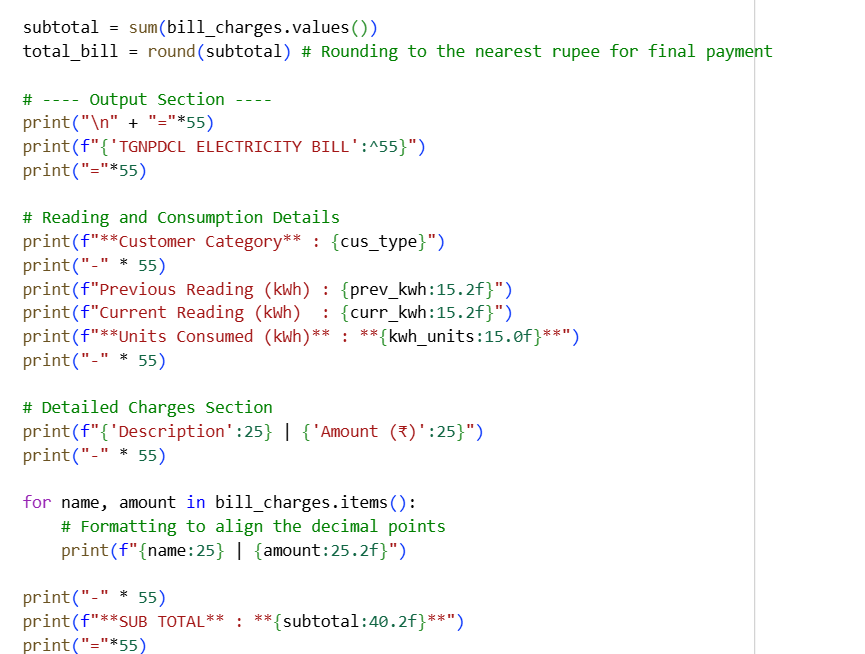 subtotal = sum(bill_charges.values())
total_bill = round(subtotal) # Rounding to the nearest rupee for final payment
# ---- Output Section ----
print("\n" + "="*55)
print(f"{'TGNPDCL ELECTRICITY BILL':^55}")
print("="*55)
# Reading and Consumption Details
print(f"**Customer Category** : {cus_type}")
print("-" * 55)
print(f"Previous Reading (kWh) : {prev_kwh:15.2f}")
print(f"Current Reading (kWh)  : {curr_kwh:15.2f}")
print(f"**Units Consumed (kWh)** : **{kwh_units:15.0f}**")
print("-" * 55)
# Detailed Charges Section
print(f"{'Description':25} | {'Amount (₹)':25}")
print("-" * 55)
for name, amount in bill_charges.items():
    # Formatting to align the decimal points
    print(f"{name:25} | {amount:25.2f}")
print("-" * 55)
print(f"**SUB TOTAL** : **{subtotal:40.2f}**")
print("="*55)